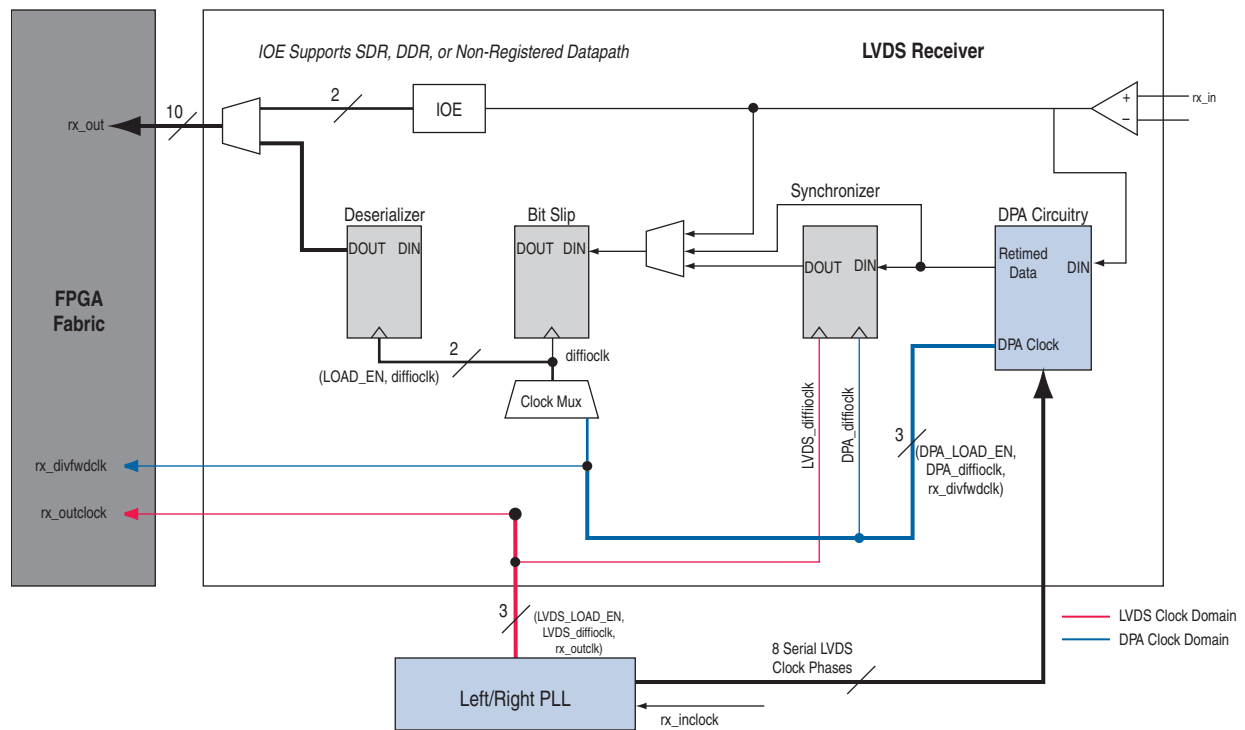 IOE Supports SDR, DDR, or Non-Registered Datapath
LVDS Receiver
2
IOE
+
−
rx_in
10
rx_out
Synchronizer
Deserializer
Bit Slip
DPA Circuitry
DOUT DIN
DOUT DIN
DOUT DIN
Retimed
Data
DIN
FPGA
Fabric
2
diffioclk
(LOAD_EN, diffioclk)
Clock Mux
LVDS_diffiioclk
DPA_diffioclk
DPA Clock
3
(DPA_LOAD_EN,
DPA_diffioclk,
rx_divfwdclk)
rx_divfwdclk
rx_outclock
3
(LVDS_LOAD_EN,
LVDS_diffioclk,
rx_outclk)
LVDS Clock Domain
DPA Clock Domain
8 Serial LVDS
Clock Phases
Left/Right PLL
rx_inclock